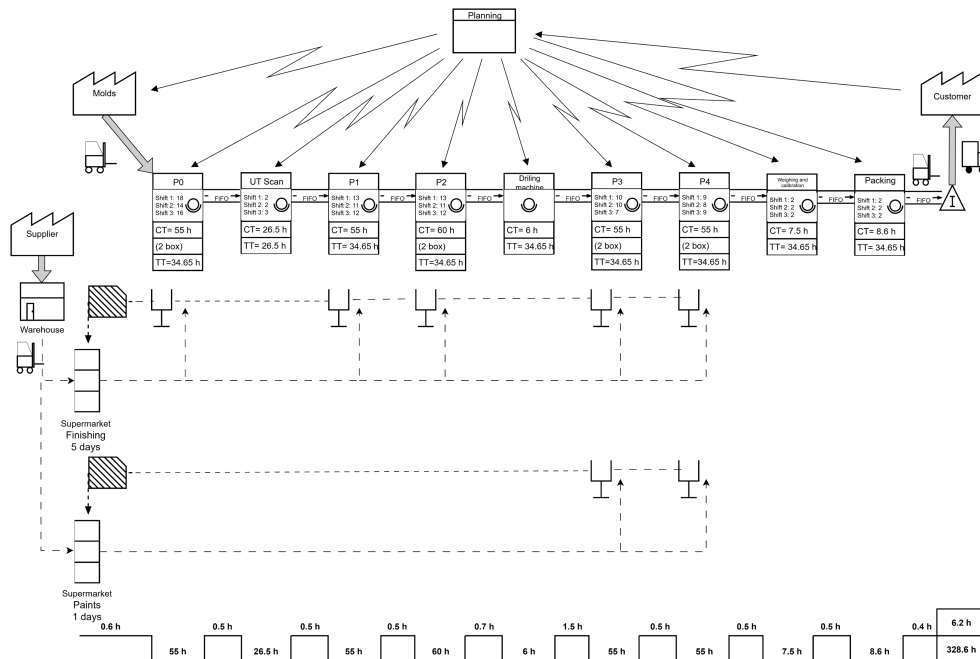 Planning
Molds
Customer
P0
Shift 1: 18
Shift 2: 14
Shift 3: 16
CT= 55 h
(2 box)
TT=34.65 h
FIFO
UT Scan
Shift 1: 2
Shift 2: 2
Shift 3: 3
CT= 26.5 h
TT= 26.5 h
FIFO
P1
Shift 1: 13
Shift 2: 11
Shift 3: 12
CT= 55 h
TT= 34.65 h
FIFO
P2
Shift 1: 13
Shift 2: 11
Shift 3: 12
CT= 60 h
(2 box)
TT=34.65 h
FIFO
Driling
machine
CT= 6 h
TT= 34.65 h
FIFO
P3
Shift 1: 10
Shift 2: 10
Shift 3: 7
CT= 55 h
(2 box)
TT=34.65 h
FIFO
P4
Shift 1: 9
Shift 2: 8
Shift 3: 9
CT= 55 h
(2 box)
TT=34.65 h
FIFO
Weighing and
calibration
Shift 1: 2
Shift 2: 2
Shift 3: 2
CT= 7.5 h
TT= 34.65 h
FIFO
Packing
Shift 1: 2
Shift 2: 2
Shift 3: 2
CT= 8.6 h
TT= 34.65 h
FIFO
I
Supplier
Warehouse
Supermarket
Finishing
5 days
Supermarket
Paints
1 days
0.6 h
0.5 h
0.5 h
0.5 h
0.7 h
1.5 h
0.5 h
0.5 h
0.5 h
0.4 h
6.2 h
55 h
26.5 h
55 h
60 h
6 h
55 h
55 h
7.5 h
8.6 h
328.6 h